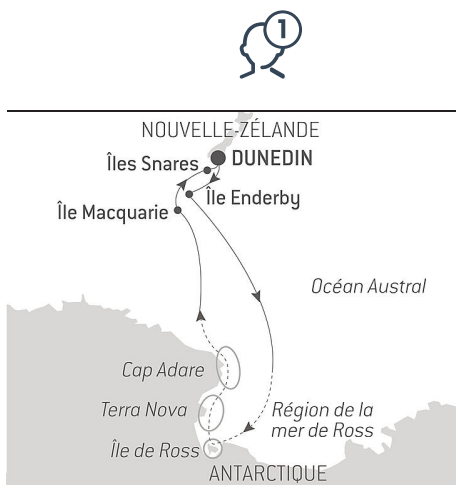 1
NOUVELLE-ZÉLANDE
DUNEDIN
Îles Snares
Île Enderby
Île Macquarie
Océan Austral
Cap Adare
Terra Nova
Région de la
mer de Ross
Île de Ross
ANTARCTIQUE